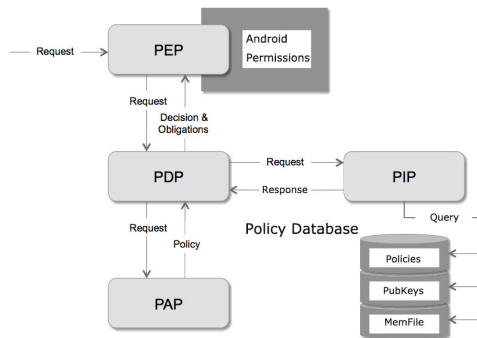 Request
PEP
Android
Permissions
Request
Decision &
Obligations
PDP
Request
Response
PIP
Query
Request
Policy
Policy Database
Policies
PubKeys
MemFile
PAP